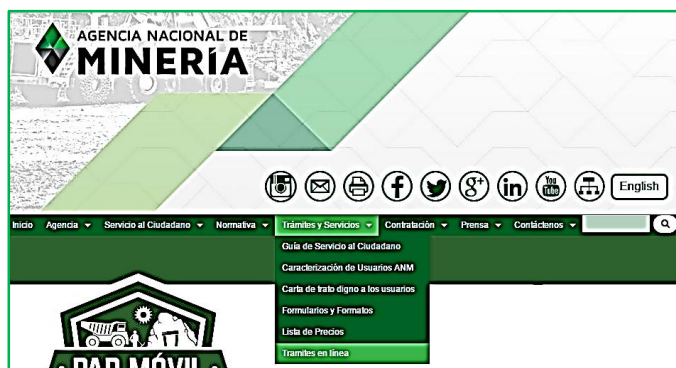 AGENCIA NACIONAL DE
MINERÍA
You
Tube
English
Inicio Agencia Servicio al Ciudadano Normativa Trámites y Servicios Contratación Prensa Contáctenos
Guía de Servicio al Ciudadano
Caracterización de Usuarios ANM
Carta de trato digno a los usuarios
Formularios y Formatos
Lista de Precios
Tramites en línea
PAR MÓVIL